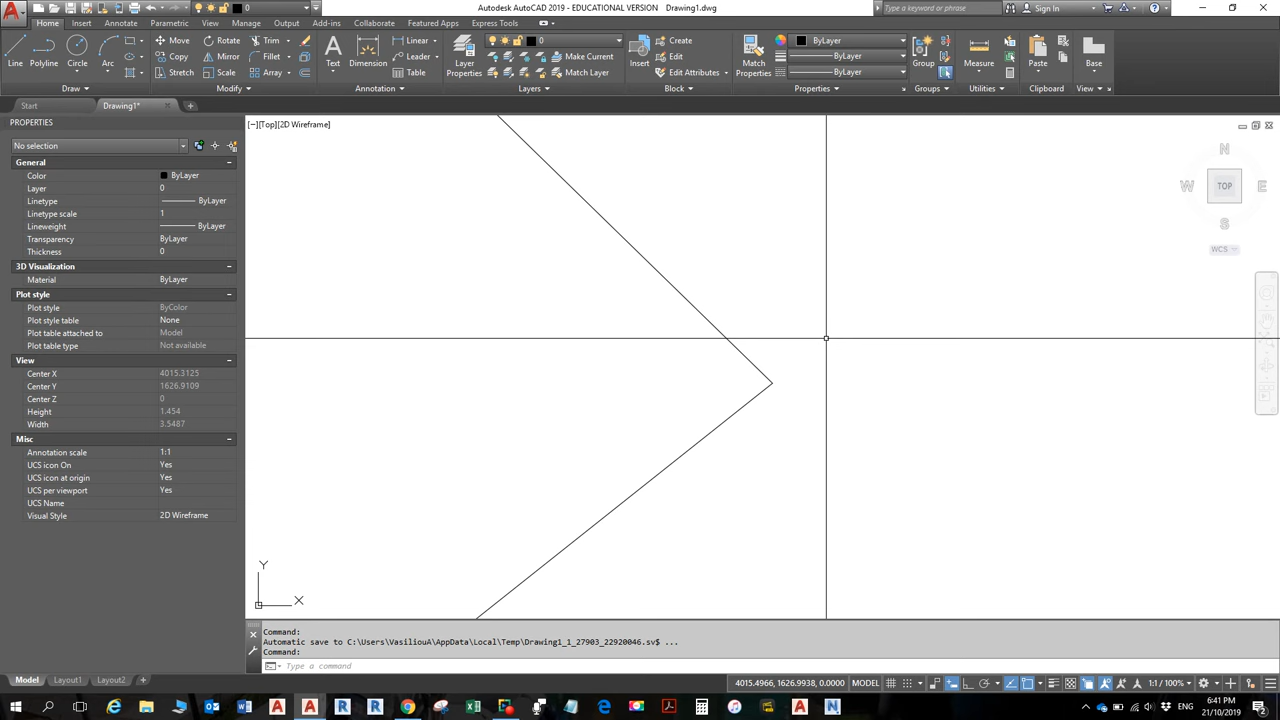 Autodesk AutoCAD 2019 - EDUCATIONAL VERSION Drawing1.dwg
0
Type a keyword or phrase
Sign In
Home Insert Annotate Parametric View Manage Output Add-ins Collaborate Featured Apps Express Tools
Line Polyline Circle Arc
Move Rotate Trim
Copy Mirror Fillet
Stretch Scale Array
Text Dimension
Linear
Leader
Table
Layer Properties
0
Make Current
Match Layer
Insert
Create
Edit
Edit Attributes
Match Properties
ByLayer
ByLayer
ByLayer
Group
Measure
Paste
Base
Draw Modify Annotation Layers Block Properties Groups Utilities Clipboard View
Start Drawing1*
PROPERTIES
No selection
General
Color ByLayer
Layer 0
Linetype ByLayer
Linetype scale 1
Lineweight ByLayer
Transparency ByLayer
Thickness 0
3D Visualization
Material ByLayer
Plot style
Plot style ByColor
Plot style table None
Plot table attached to Model
Plot table type Not available
View
Center X 4015.3125
Center Y 1626.9109
Center Z 0
Height 1.454
Width 3.5487
Misc
Annotation scale 1:1
UCS icon On Yes
UCS icon at origin Yes
UCS per viewport Yes
UCS Name
Visual Style 2D Wireframe
[−][Top][2D Wireframe]
N
W TOP E
S
WCS
Y
X
Command:
Automatic save to C:\Users\VasiliouA\AppData\Local\Temp\Drawing1_1_27903_22920046.sv$ ...
Command:
Type a command
Model Layout1 Layout2
4015.4966, 1626.9938, 0.0000 MODEL 1:1 / 100%
ENG
6:41 PM
21/10/2019